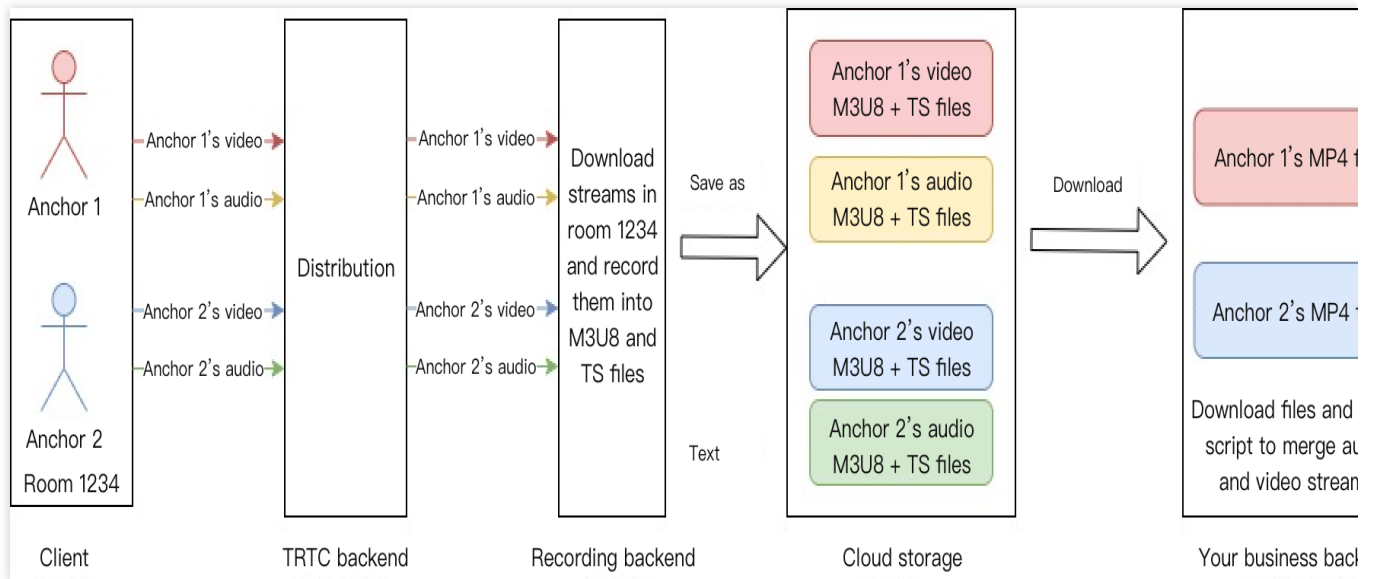 Anchor 1
Anchor 2
Room 1234
Client
Anchor 1's video
Anchor 1's audio
Anchor 2's video
Anchor 2's audio
Distribution
TRTC backend
Anchor 1's video
Anchor 1's audio
Anchor 2's video
Anchor 2's audio
Download
streams in
room 1234
and record
them into
M3U8 and
TS files
Recording backend
Save as
Text
Anchor 1's video
M3U8 + TS files
Anchor 1's audio
M3U8 + TS files
Anchor 2's video
M3U8 + TS files
Anchor 2's audio
M3U8 + TS files
Cloud storage
Download
Anchor 1's MP4
Anchor 2's MP4
Download files and
script to merge
and video
Your business